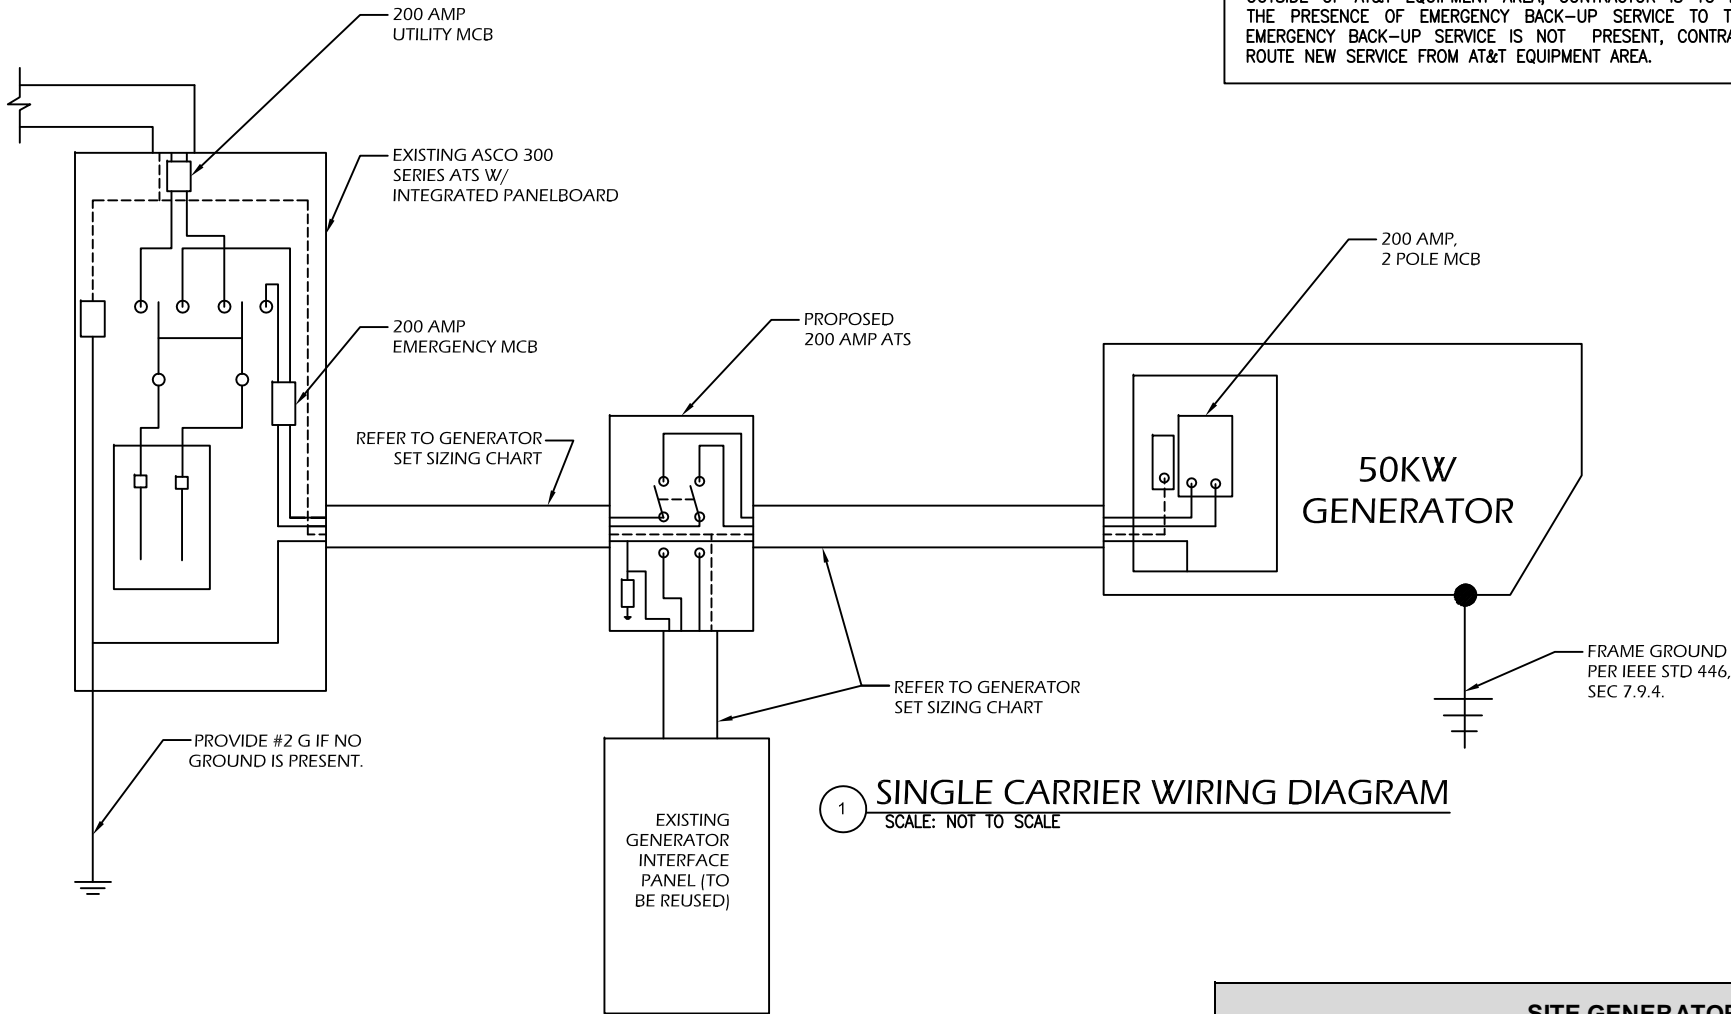 200 AMP
UTILITY MCB
THE PRESENCE OF EMERGENCY BACK-UP SERVICE TO
EMERGENCY BACK-UP SERVICE IS NOT PRESENT,
ROUTE NEW SERVICE FROM AT&T EQUIPMENT AREA.
EXISTING ASCO 300
SERIES ATS W/
INTEGRATED PANELBOARD
200 AMP,
2 POLE MCB
200 AMP
EMERGENCY MCB
PROPOSED
200 AMP ATS
REFER TO GENERATOR
SET SIZING CHART
50KW
GENERATOR
FRAME GROUND
PER IEEE STD 446,
SEC 7.9.4.
REFER TO GENERATOR
SET SIZING CHART
PROVIDE #2 G IF NO
GROUND IS PRESENT.
1
SINGLE CARRIER WIRING DIAGRAM
SCALE: NOT TO SCALE
EXISTING
GENERATOR
INTERFACE
PANEL (TO
BE REUSED)
SITE GENERATOR